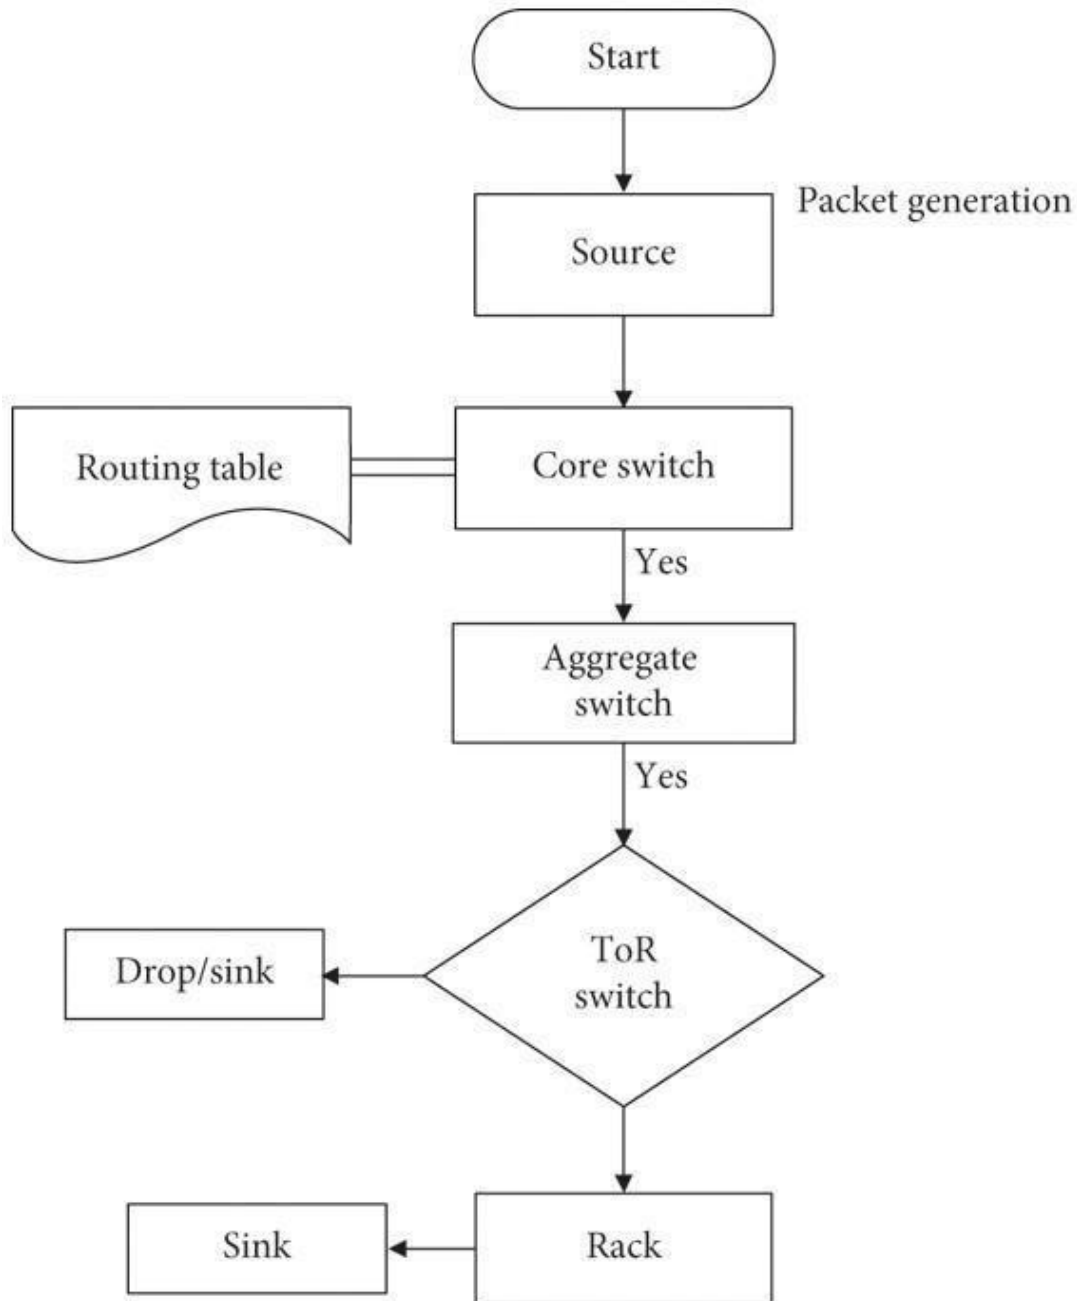 Start
Packet generation
Source
Routing table
Core switch
Yes
Aggregate
switch
Yes
ToR
switch
Drop/sink
Sink
Rack